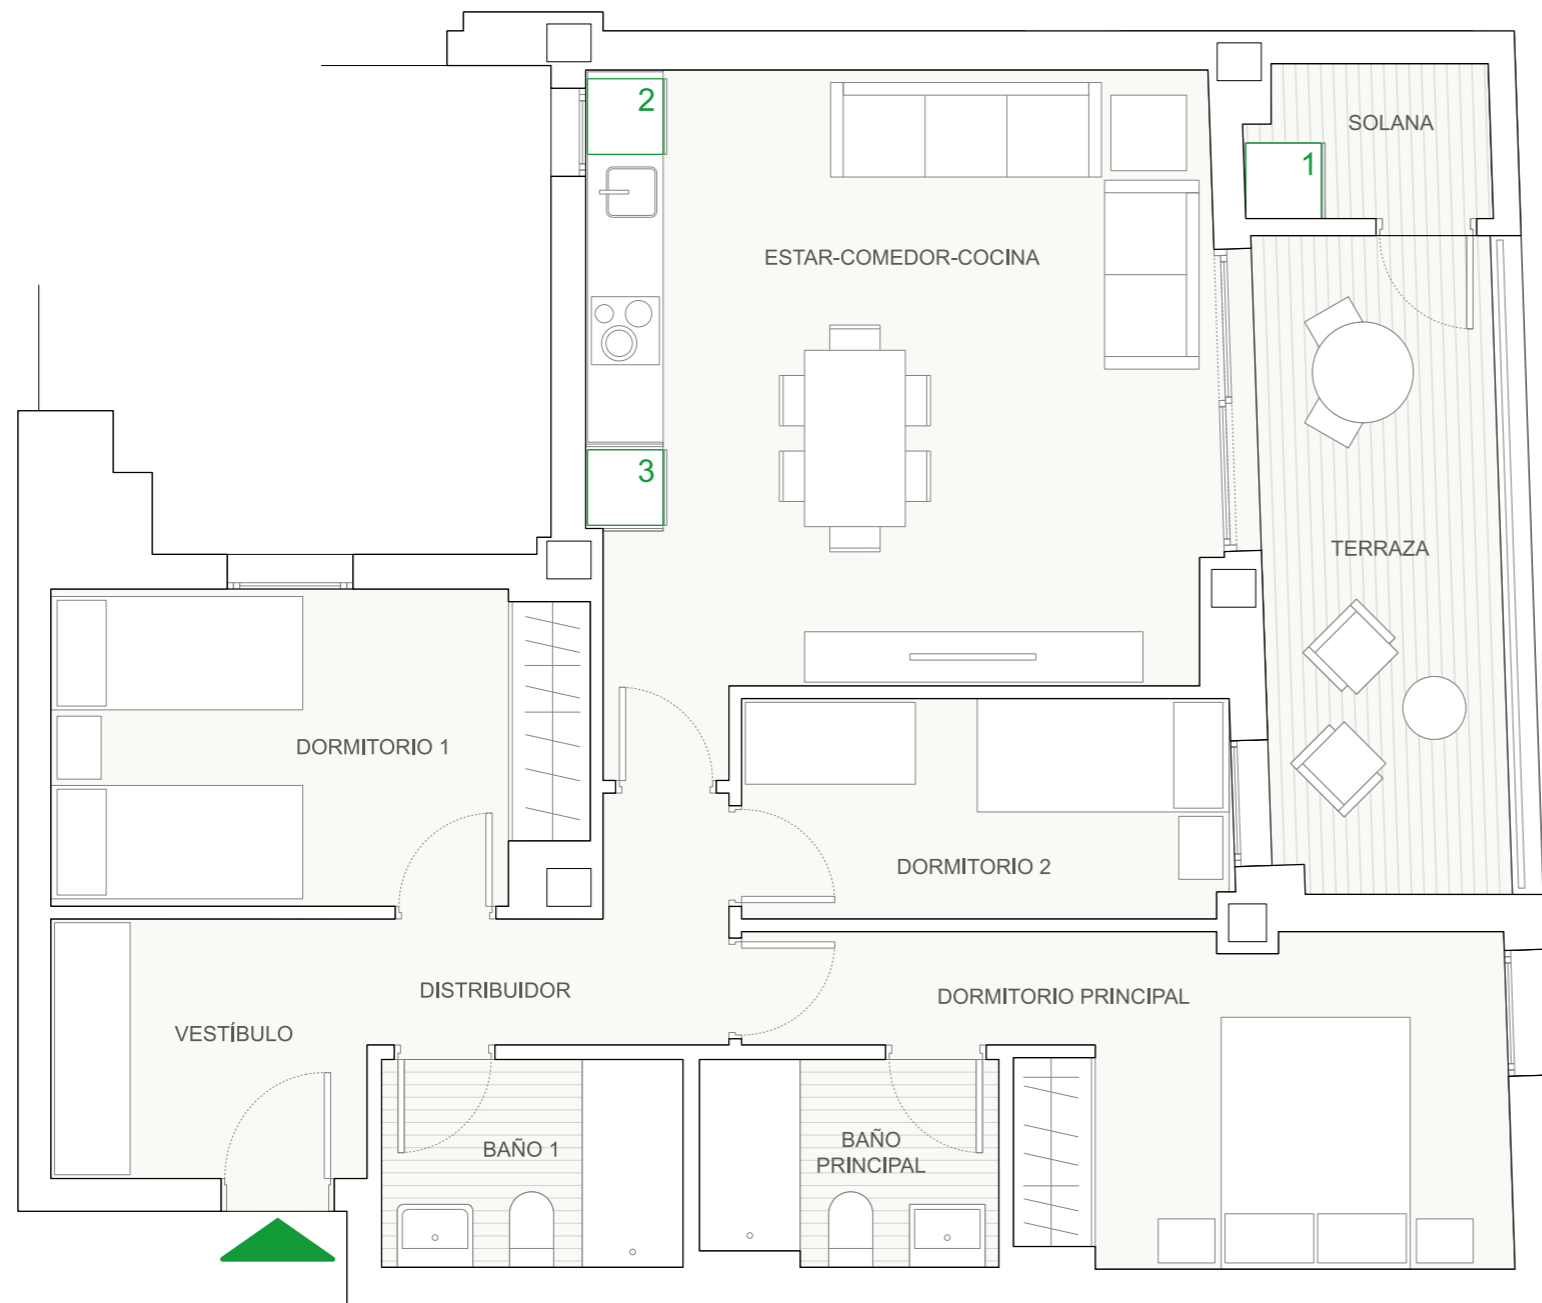 2
SOLANA
1
ESTAR-COMEDOR-COCINA
3
TERRAZA
DORMITORIO 1
DORMITORIO 2
DISTRIBUIDOR
DORMITORIO PRINCIPAL
VESTÍBULO
BAÑO 1
BAÑO
PRINCIPAL